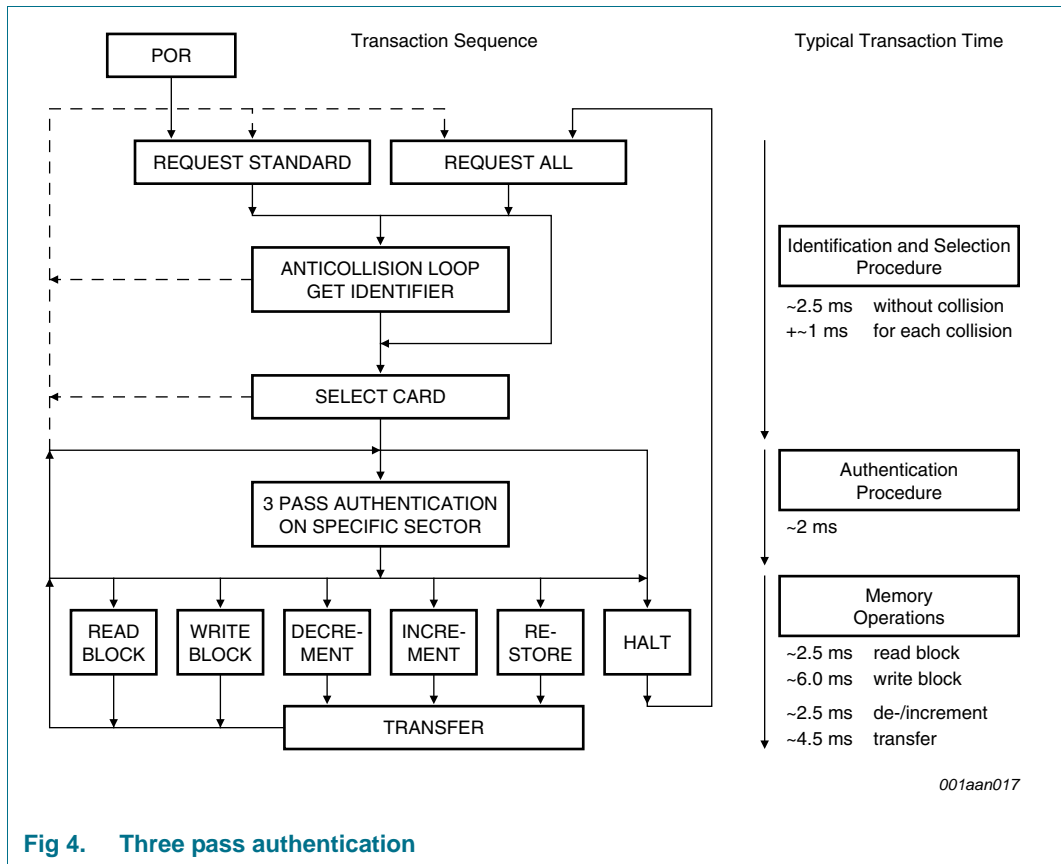 Transaction Sequence
Typical Transaction Time
POR
REQUEST STANDARD
REQUEST ALL
ANTICOLLISION LOOP
GET IDENTIFIER
SELECT CARD
3 PASS AUTHENTICATION
ON SPECIFIC SECTOR
READ
BLOCK
WRITE
BLOCK
DECRE-
MENT
INCRE-
MENT
RE-
STORE
HALT
TRANSFER
Identification and Selection
Procedure
~2.5 ms without collision
+~1 ms for each collision
Authentication
Procedure
~2 ms
Memory
Operations
~2.5 ms read block
~6.0 ms write block
~2.5 ms de-/increment
~4.5 ms transfer
001aan017
Fig 4. Three pass authentication